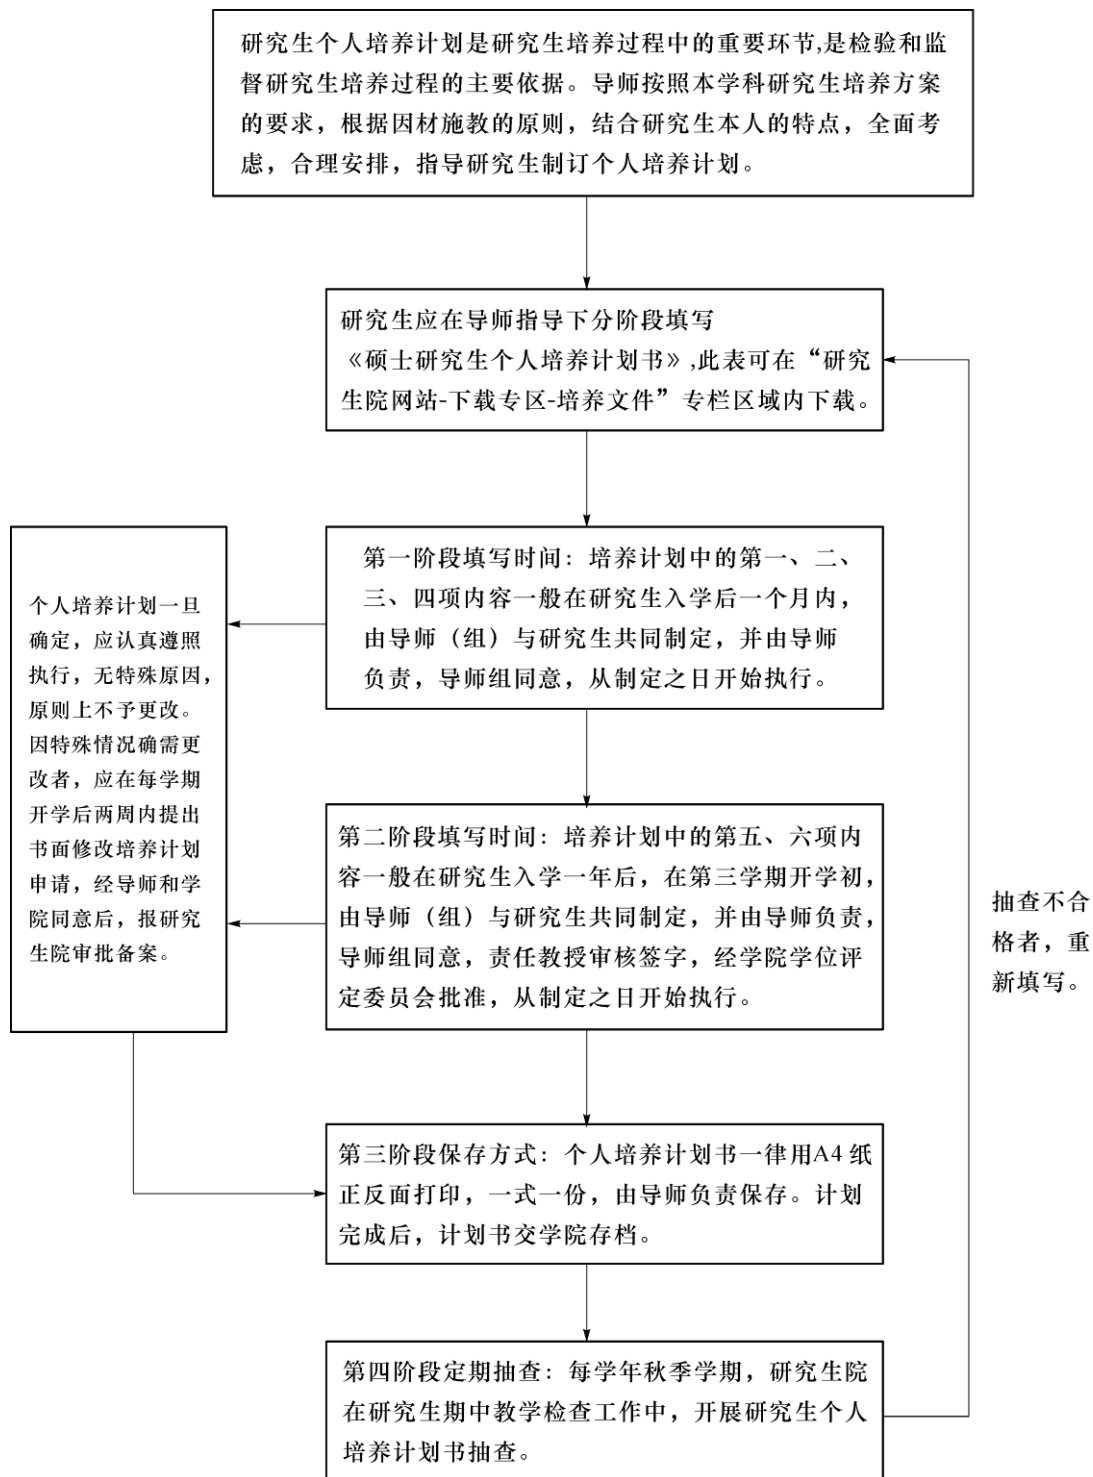 研究生个人培养计划是研究生培养过程中的重要环节,是检验和监
督研究生培养过程的主要依据。导师按照本学科研究生培养方案
的要求，根据因材施教的原则，结合研究生本人的特点，全面考
虑，合理安排，指导研究生制订个人培养计划。
研究生应在导师指导下分阶段填写
《硕士研究生个人培养计划书》,此表可在“研究
生院网站-下载专区-培养文件”专栏区域内下载。
第一阶段填写时间：培养计划中的第一、二、
三、四项内容一般在研究生入学后一个月内，
由导师（组）与研究生共同制定，并由导师
负责，导师组同意，从制定之日开始执行。
个人培养计划一旦
确定，应认真遵照
执行，无特殊原因，
原则上不予更改。
因特殊情况确需更
改者，应在每学期
开学后两周内提出
书面修改培养计划
申请，经导师和学
院同意后，报研究
生院审批备案。
第二阶段填写时间：培养计划中的第五、六项内
容一般在研究生入学一年后，在第三学期开学初，
由导师（组）与研究生共同制定，并由导师负责，
导师组同意，责任教授审核签字，经学院学位评
定委员会批准，从制定之日开始执行。
抽查不合
格者，重
新填写。
第三阶段保存方式：个人培养计划书一律用A4 纸
正反面打印，一式一份，由导师负责保存。计划
完成后，计划书交学院存档。
第四阶段定期抽查：每学年秋季学期，研究生院
在研究生期中教学检查工作中，开展研究生个人
培养计划书抽查。